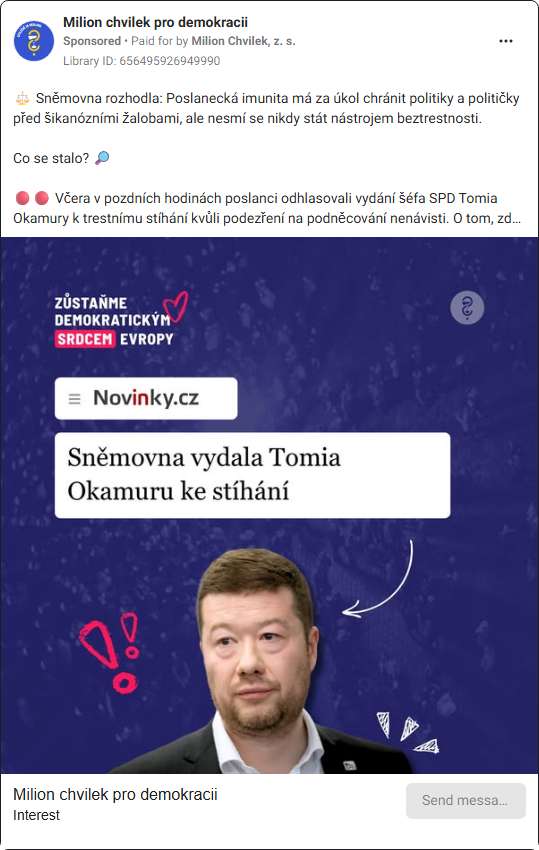 Milion chvilek pro demokracii
Sponsored • Paid for by Milion Chvilek, z. s.
Library ID: 656495926949990
⚖️ Sněmovna rozhodla: Poslanecká imunita má za úkol chránit politiky a političky
před šikanózními žalobami, ale nesmí se nikdy stát nástrojem beztrestnosti.
Co se stalo? 🔎
🔴 🔴 Včera v pozdních hodinách poslanci odhlasovali vydání šéfa SPD Tomia
Okamury k trestnímu stíhání kvůli podezření na podněcování nenávisti. O tom, zd...
ZŮSTAŇME
DEMOKRATICKÝM
SRDCEM EVROPY
Novinky.cz
Sněmovna vydala Tomia
Okamuru ke stíhání
Milion chvilek pro demokracii
Interest
Send messa...